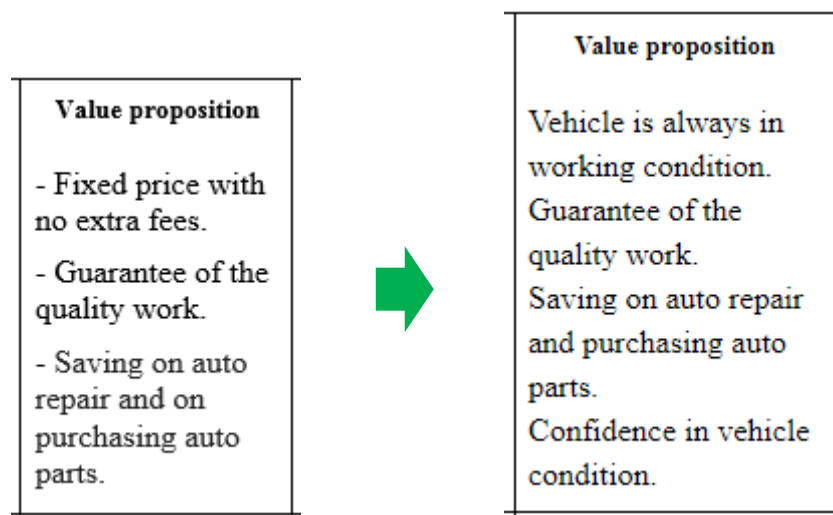 Value proposition
- Fixed price with
no extra fees.
- Guarantee of the
quality work.
- Saving on auto
repair and on
purchasing auto
parts.
Value proposition
Vehicle is always in
working condition.
Guarantee of the
quality work.
Saving on auto repair
and purchasing auto
parts.
Confidence in vehicle
condition.